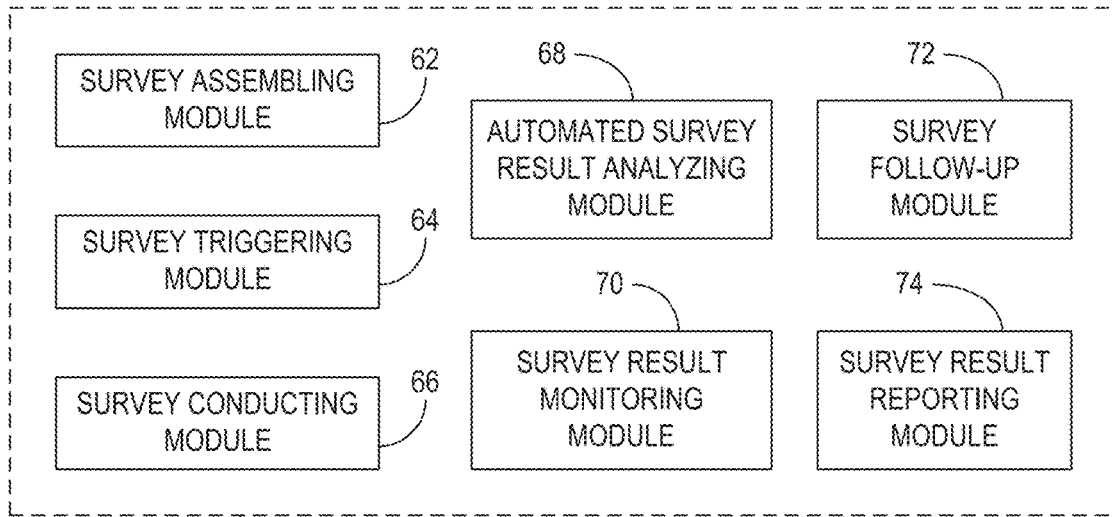 SURVEY ASSEMBLING
MODULE
62
SURVEY TRIGGERING
MODULE
64
SURVEY CONDUCTING
MODULE
66
68
AUTOMATED SURVEY
RESULT ANALYZING
MODULE
70
SURVEY RESULT
MONITORING
MODULE
72
SURVEY
FOLLOW-UP
MODULE
74
SURVEY RESULT
REPORTING
MODULE